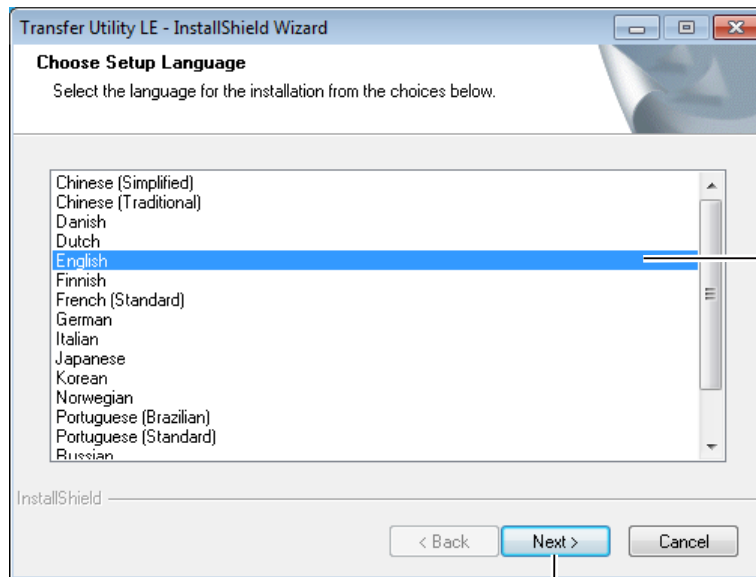 Transfer Utility LE - InstallShield Wizard
Choose Setup Language
Select the language for the installation from the choices below.
Chinese (Simplified)
Chinese (Traditional)
Danish
Dutch
English
Finnish
French (Standard)
German
Italian
Japanese
Korean
Norwegian
Portuguese (Brazilian)
Portuguese (Standard)
Russian
InstallShield
< Back Next > Cancel